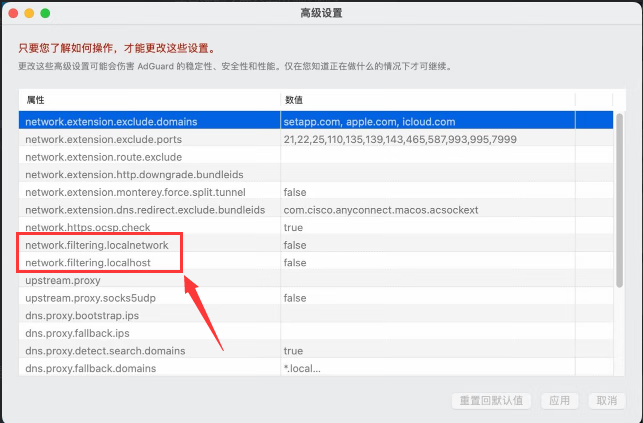 高级设置
只要您了解如何操作，才能更改这些设置。
更改这些高级设置可能会伤害 AdGuard 的稳定性、安全性和性能。仅在您知道正在做什么的情况下才可继续。
属性 数值
network.extension.exclude.domains setapp.com, apple.com, icloud.com
network.extension.exclude.ports 21,22,25,110,135,139,143,465,587,993,995,7999
network.extension.route.exclude
network.extension.http.downgrade.bundleids
network.extension.monterey.force.split.tunnel false
network.extension.dns.redirect.exclude.bundleids com.cisco.anyconnect.macos.acsockext
network.https.ocsp.check true
network.filtering.localnetwork false
network.filtering.localhost false
upstream.proxy
upstream.proxy.socks5udp false
dns.proxy.bootstrap.ips
dns.proxy.fallback.ips
dns.proxy.detect.search.domains true
dns.proxy.fallback.domains *.local...
重置回默认值 应用 取消